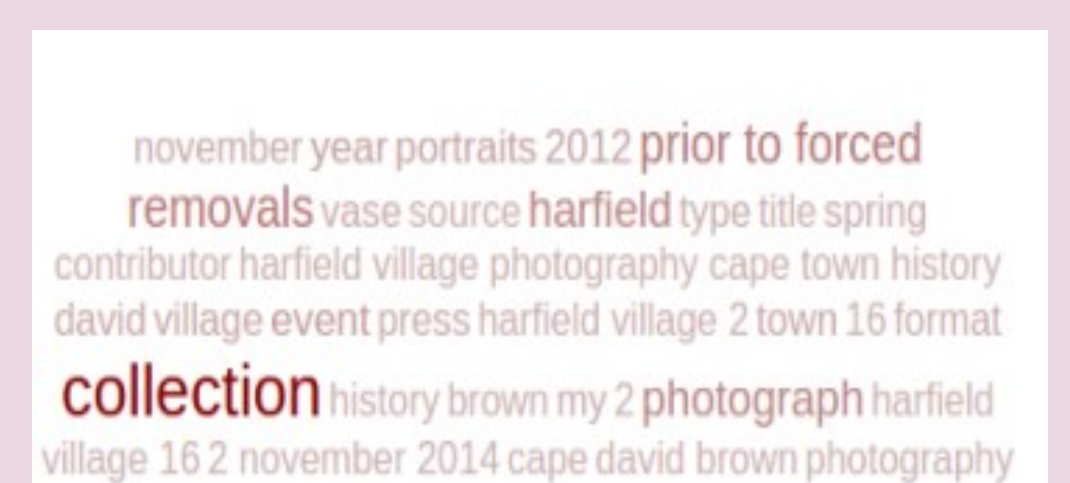 november year portraits 2012 prior to forced
removals vase source harfield type title spring
contributor harfield village photography cape town history
david village event press harfield village 2 town 16 format
collection history brown my 2 photograph harfield
village 16 2 november 2014 cape david brown photography